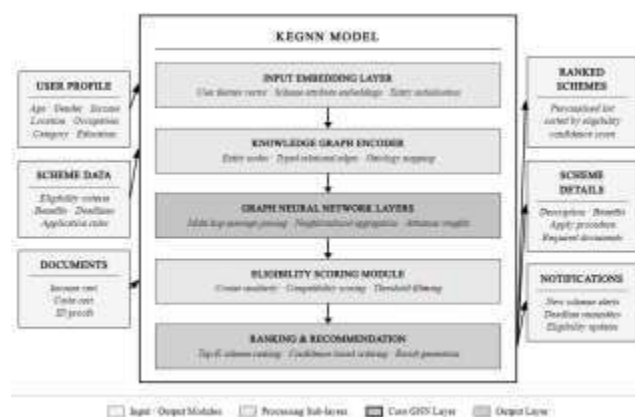 KEGNN MODEL
USER PROFILE
Age Gender Income
Location Occupation
Category Education
SCHEME DATA
Eligibility criteria
Benefits Deadlines
Application rules
DOCUMENTS
Income cert
Caste cert
ID proofs
INPUT EMBEDDING LAYER
User feature vector · Scheme attribute embeddings · Entity initialization
KNOWLEDGE GRAPH ENCODER
Entity nodes · Typed relational edges · Ontology mapping
GRAPH NEURAL NETWORK LAYERS
Multi-hop message passing · Neighborhood aggregation · Attention weights
ELIGIBILITY SCORING MODULE
Cosine similarity · Compatibility scoring · Threshold filtering
RANKING & RECOMMENDATION
Top-K scheme ranking · Confidence-based ordering · Result generation
RANKED
SCHEMES
Personalized list
sorted by eligibility
confidence score
SCHEME
DETAILS
Description · Benefits
Apply procedure
Required documents
NOTIFICATIONS
New scheme alerts
Deadline reminders
Eligibility updates
Input / Output Modules
Processing Sub-layers
Core GNN Layer
Output Layer